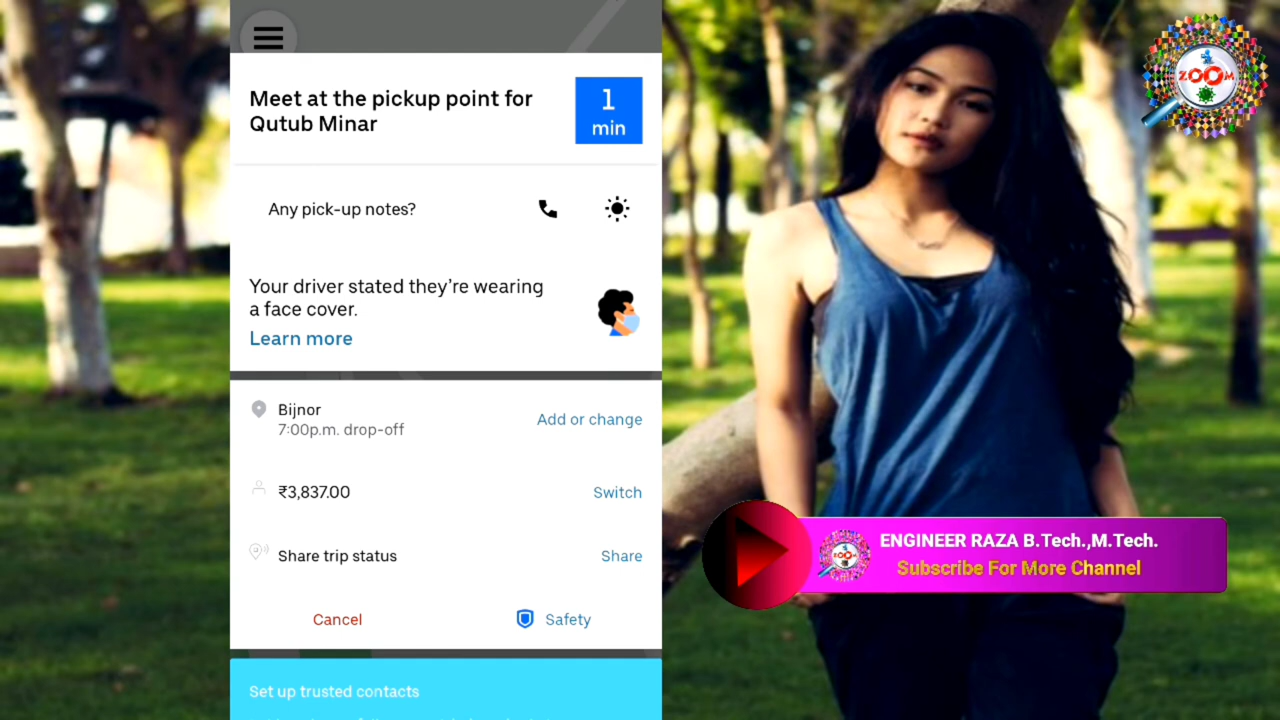 Meet at the pickup point for
Qutub Minar
1
min
Any pick-up notes?
Your driver stated they're wearing
a face cover.
Learn more
Bijnor
7:00p.m. drop-off
Add or change
₹3,837.00
Switch
Share trip status
Share
Cancel
Safety
Set up trusted contacts
ZOOM
ZOOM
ENGINEER RAZA B.Tech.,M.Tech.
Subscribe For More Channel